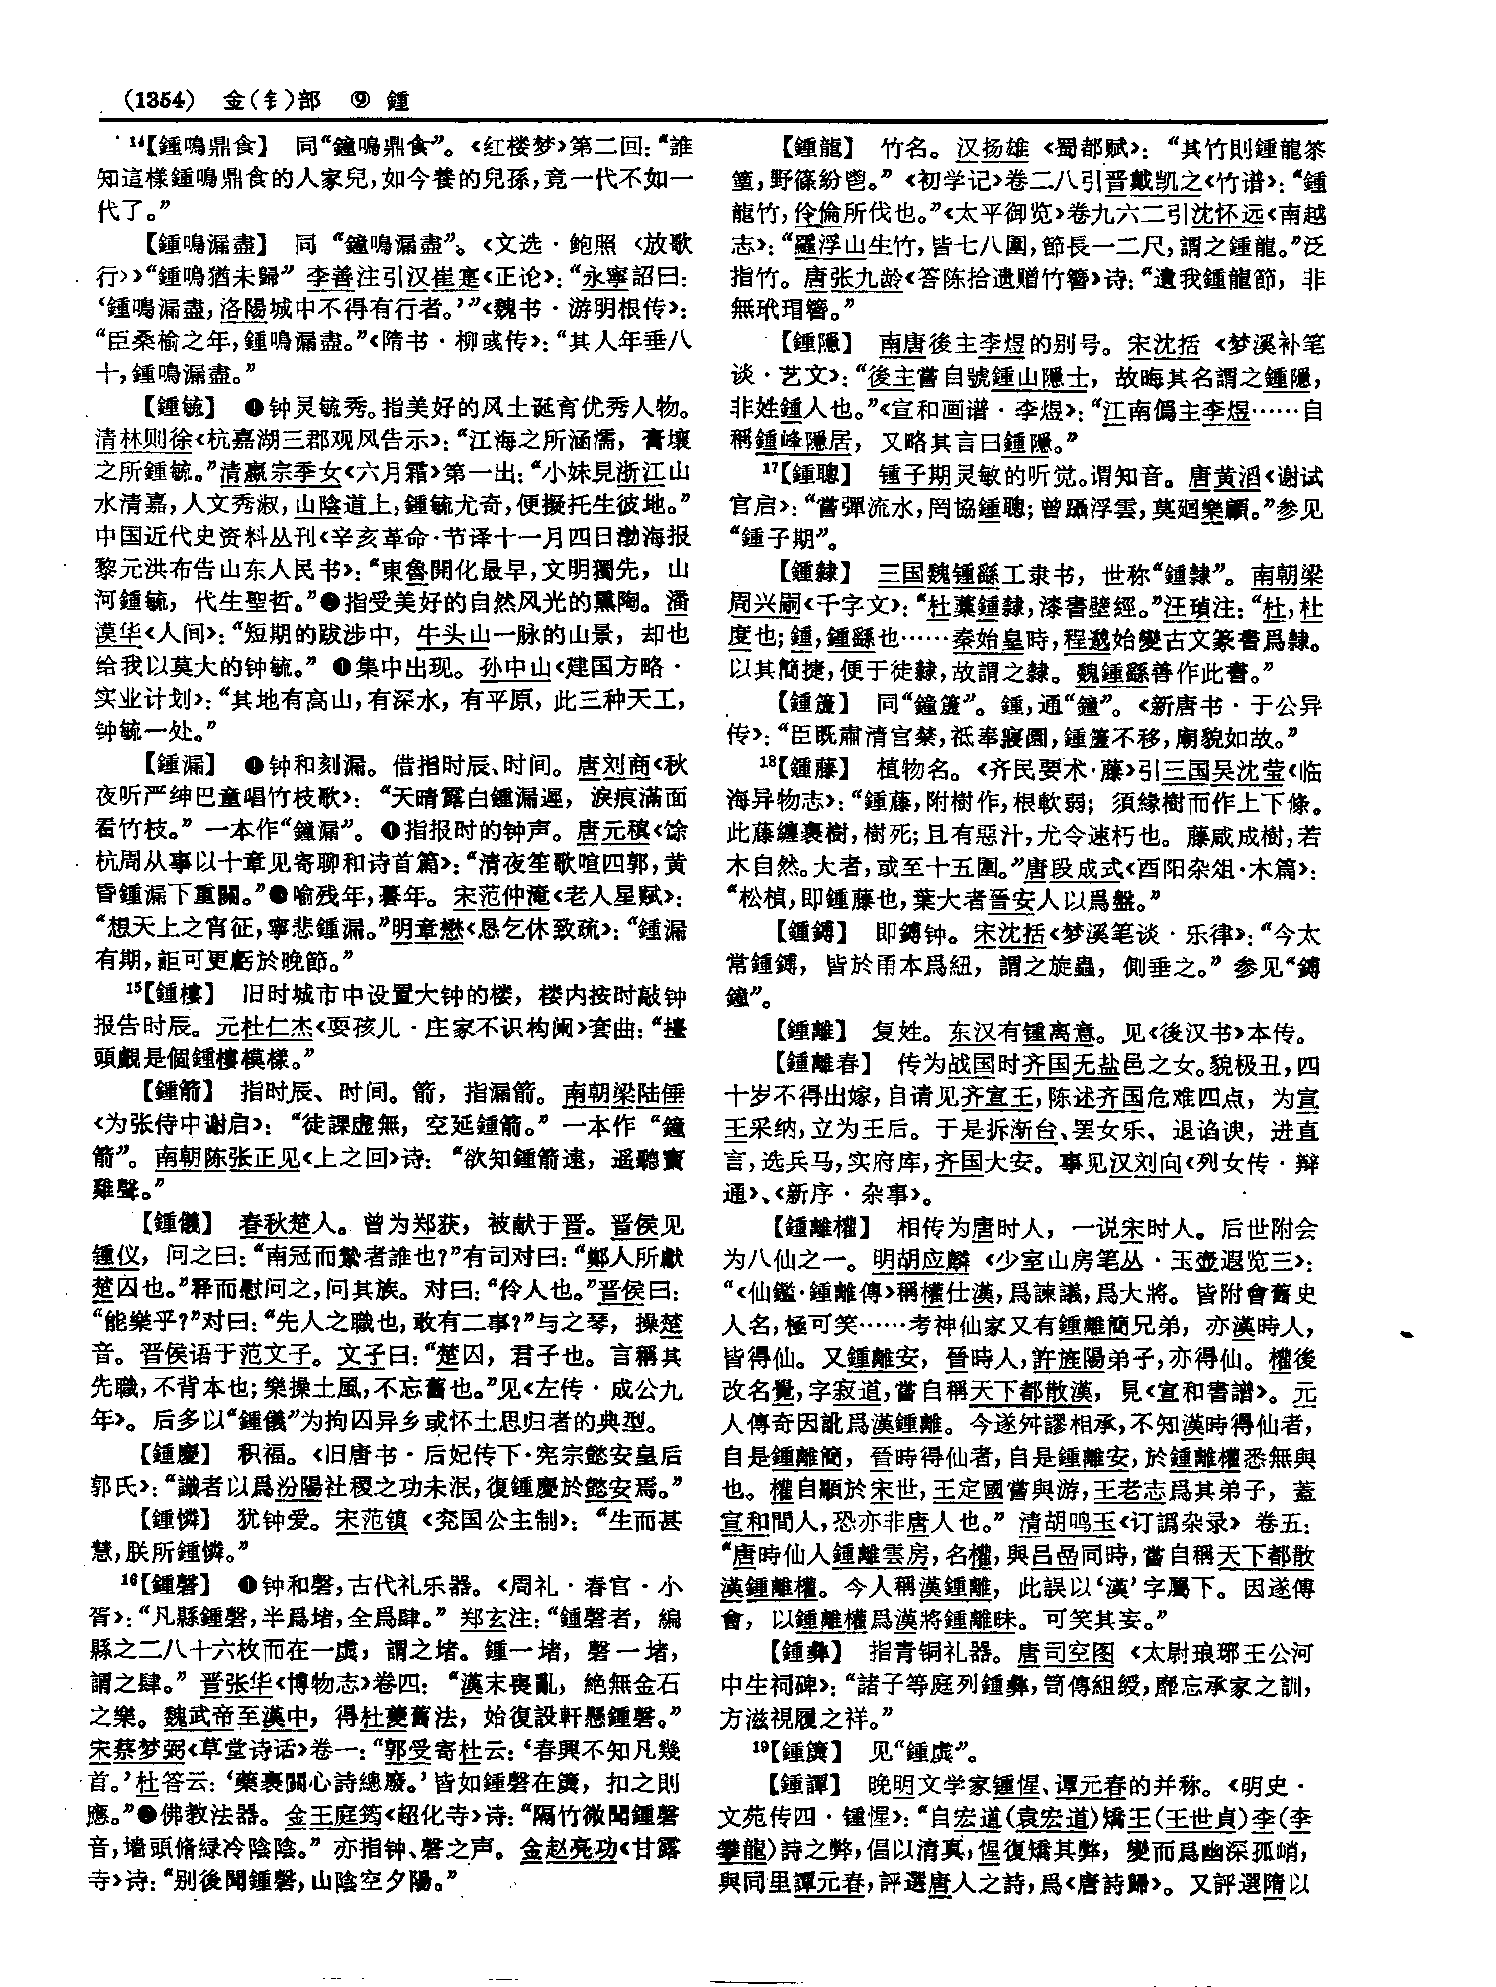 (1354) 金(钅)部 ⑨ 鍾
¹⁴【鍾鳴鼎食】 同“鐘鳴鼎食”。《红楼梦》第二回：“誰
知這樣鍾鳴鼎食的人家兒，如今養的兒孫，竟一代不如一
代了。”
【鍾鳴漏盡】 同“鐘鳴漏盡”。《文选·鲍照〈放歌
行〉》“鍾鳴猶未歸”李善注引汉崔寔《正论》：“永寧詔曰：
‘鍾鳴漏盡，洛陽城中不得有行者。’”《魏书·游明根传》：
“臣桑榆之年，鍾鳴漏盡。”《隋书·柳彧传》：“其人年垂八
十，鍾鳴漏盡。”
【鍾毓】 ❶钟灵毓秀。指美好的风土诞育优秀人物。
清林则徐《杭嘉湖三郡观风告示》：“江海之所涵濡，膏壤
之所鍾毓。”清嬴宗季女《六月霜》第一出：“小妹見浙江山
水清嘉，人文秀淑，山陰道上，鍾毓尤奇，便擬托生彼地。”
中国近代史资料丛刊《辛亥革命·节译十一月四日渤海报
黎元洪布告山东人民书》：“東魯開化最早，文明獨先，山
河鍾毓，代生聖哲。”❷指受美好的自然风光的熏陶。潘
漠华《人间》：“短期的跋涉中，牛头山一脉的山景，却也
给我以莫大的钟毓。” ❸集中出现。孙中山《建国方略·
实业计划》：“其地有高山，有深水，有平原，此三种天工，
钟毓一处。”
【鍾漏】 ❶钟和刻漏。借指时辰、时间。唐刘商《秋
夜听严绅巴童唱竹枝歌》：“天晴露白鍾漏遲，淚痕滿面
看竹枝。”一本作“鐘漏”。❷指报时的钟声。唐元稹《馀
杭周从事以十章见寄聊和诗首篇》：“清夜笙歌喧四郭，黄
昏鍾漏下重關。”❸喻残年，暮年。宋范仲淹《老人星赋》：
“想天上之宵征，寧悲鍾漏。”明章懋《恳乞休致疏》：“鍾漏
有期，詎可更虧於晚節。”
¹⁵【鍾樓】 旧时城市中设置大钟的楼，楼内按时敲钟
报告时辰。元杜仁杰《耍孩儿·庄家不识构阑》套曲：“擡
頭覷是個鍾樓模樣。”
【鍾箭】 指时辰、时间。箭，指漏箭。南朝梁陆倕
《为张侍中谢启》：“徒課虛無，空延鍾箭。”一本作“鐘
箭”。南朝陈张正见《上之回》诗：“欲知鍾箭遠，遥聽寶
雞聲。”
【鍾儀】 春秋楚人。曾为郑获，被献于晋。晋侯见
锺仪，问之曰：“南冠而縶者誰也？”有司对曰：“鄭人所獻
楚囚也。”释而慰问之，问其族。对曰：“伶人也。”晋侯曰：
“能樂乎？”对曰：“先人之職也，敢有二事？”与之琴，操楚
音。晋侯语于范文子。文子曰：“楚囚，君子也。言稱其
先職，不背本也；樂操土風，不忘舊也。”见《左传·成公九
年》。后多以“鍾儀”为拘囚异乡或怀土思归者的典型。
【鍾慶】 积福。《旧唐书·后妃传下·宪宗懿安皇后
郭氏》：“識者以爲汾陽社稷之功未泯，復鍾慶於懿安焉。”
【鍾憐】 犹钟爱。宋范镇《兖国公主制》：“生而甚
慧，朕所鍾憐。”
¹⁶【鍾磬】 ❶钟和磬，古代礼乐器。《周礼·春官·小
胥》：“凡縣鍾磬，半爲堵，全爲肆。”郑玄注：“鍾磬者，編
縣之二八十六枚而在一虡，謂之堵。鍾一堵，磬一堵，
謂之肆。”晋张华《博物志》卷四：“漢末喪亂，絶無金石
之樂。魏武帝至漢中，得杜夔舊法，始復設軒懸鍾磬。”
宋蔡梦弼《草堂诗话》卷一：“郭受寄杜云：‘春興不知凡幾
首。’杜答云：‘藥裹關心詩總廢。’皆如鍾磬在簴，扣之則
應。”❷佛教法器。金王庭筠《超化寺》诗：“隔竹微聞鍾磬
音，墻頭脩緑冷陰陰。”亦指钟、磬之声。金赵亮功《甘露
寺》诗：“别後聞鍾磬，山陰空夕陽。”
【鍾龍】 竹名。汉扬雄《蜀都赋》：“其竹則鍾龍䇹
𥳍，野篠紛鬯。”《初学记》卷二八引晋戴凯之《竹谱》：“鍾
龍竹，伶倫所伐也。”《太平御览》卷九六二引沈怀远《南越
志》：“羅浮山生竹，皆七八圍，節長一二尺，謂之鍾龍。”泛
指竹。唐张九龄《答陈拾遗赠竹簪》诗：“遺我鍾龍節，非
無玳瑁簪。”
【鍾隱】 南唐後主李煜的别号。宋沈括《梦溪补笔
谈·艺文》：“後主嘗自號鍾山隱士，故晦其名謂之鍾隱，
非姓鍾人也。”《宣和画谱·李煜》：“江南僞主李煜……自
稱鍾峰隱居，又略其言曰鍾隱。”
¹⁷【鍾聰】 锺子期灵敏的听觉。谓知音。唐黄滔《谢试
官启》：“嘗彈流水，罔協鍾聰；曾躡浮雲，莫迴樂顧。”参见
“鍾子期”。
【鍾隸】 三国魏锺繇工隶书，世称“鍾隸”。南朝梁
周兴嗣《千字文》：“杜藁鍾隸，漆書壁經。”汪瑱注：“杜，杜
度也；鍾，鍾繇也……秦始皇時，程邈始變古文篆書爲隸。
以其簡捷，便于徒隸，故謂之隸。魏鍾繇善作此書。”
【鍾簴】 同“鐘簴”。鍾，通“鐘”。《新唐书·于公异
传》：“臣既肅清宫禁，祗奉寢園，鍾簴不移，廟貌如故。”
¹⁸【鍾藤】 植物名。《齐民要术·藤》引三国吴沈莹《临
海异物志》：“鍾藤，附樹作，根軟弱；須緣樹而作上下條。
此藤纏裹樹，樹死；且有惡汁，尤令速朽也。藤咸成樹，若
木自然。大者，或至十五圍。”唐段成式《酉阳杂俎·木篇》：
“松楨，即鍾藤也，葉大者晉安人以爲盤。”
【鍾鎛】 即鎛钟。宋沈括《梦溪笔谈·乐律》：“今太
常鍾鎛，皆於甬本爲紐，謂之旋蟲，側垂之。”参见“鎛
鐘”。
【鍾離】 复姓。东汉有锺离意。见《後汉书》本传。
【鍾離春】 传为战国时齐国无盐邑之女。貌极丑，四
十岁不得出嫁，自请见齐宣王，陈述齐国危难四点，为宣
王采纳，立为王后。于是拆渐台、罢女乐、退谄谀，进直
言，选兵马，实府库，齐国大安。事见汉刘向《列女传·辩
通》、《新序·杂事》。
【鍾離權】 相传为唐时人，一说宋时人。后世附会
为八仙之一。明胡应麟《少室山房笔丛·玉壶遐览三》：
“《仙鑑·鍾離傳》稱權仕漢，爲諫議，爲大將。皆附會舊史
人名，極可笑……考神仙家又有鍾離簡兄弟，亦漢時人，
皆得仙。又鍾離安，晉時人，許旌陽弟子，亦得仙。權後
改名覺，字寂道，嘗自稱天下都散漢，見《宣和書譜》。元
人傳奇因訛爲漢鍾離。今遂舛謬相承，不知漢時得仙者，
自是鍾離簡，晉時得仙者，自是鍾離安，於鍾離權悉無與
也。權自顯於宋世，王定國嘗與游，王老志爲其弟子，蓋
宣和間人，恐亦非唐人也。”清胡鸣玉《订譌杂录》卷五：
“唐時仙人鍾離雲房，名權，與吕嵒同時，嘗自稱天下都散
漢鍾離權。今人稱漢鍾離，此誤以‘漢’字屬下。因遂傅
會，以鍾離權爲漢將鍾離昧。可笑其妄。”
【鍾彝】 指青铜礼器。唐司空图《太尉琅琊王公河
中生祠碑》：“諸子等庭列鍾彝，笥傳組綬，靡忘承家之訓，
方滋視履之祥。”
¹⁹【鍾簴】 见“鍾虡”。
【鍾譚】 晚明文学家锺惺、谭元春的并称。《明史·
文苑传四·锺惺》：“自宏道(袁宏道)矯王(王世貞)李(李
攀龍)詩之弊，倡以清真，惺復矯其弊，變而爲幽深孤峭，
與同里譚元春，評選唐人之詩，爲《唐詩歸》。又評選隋以